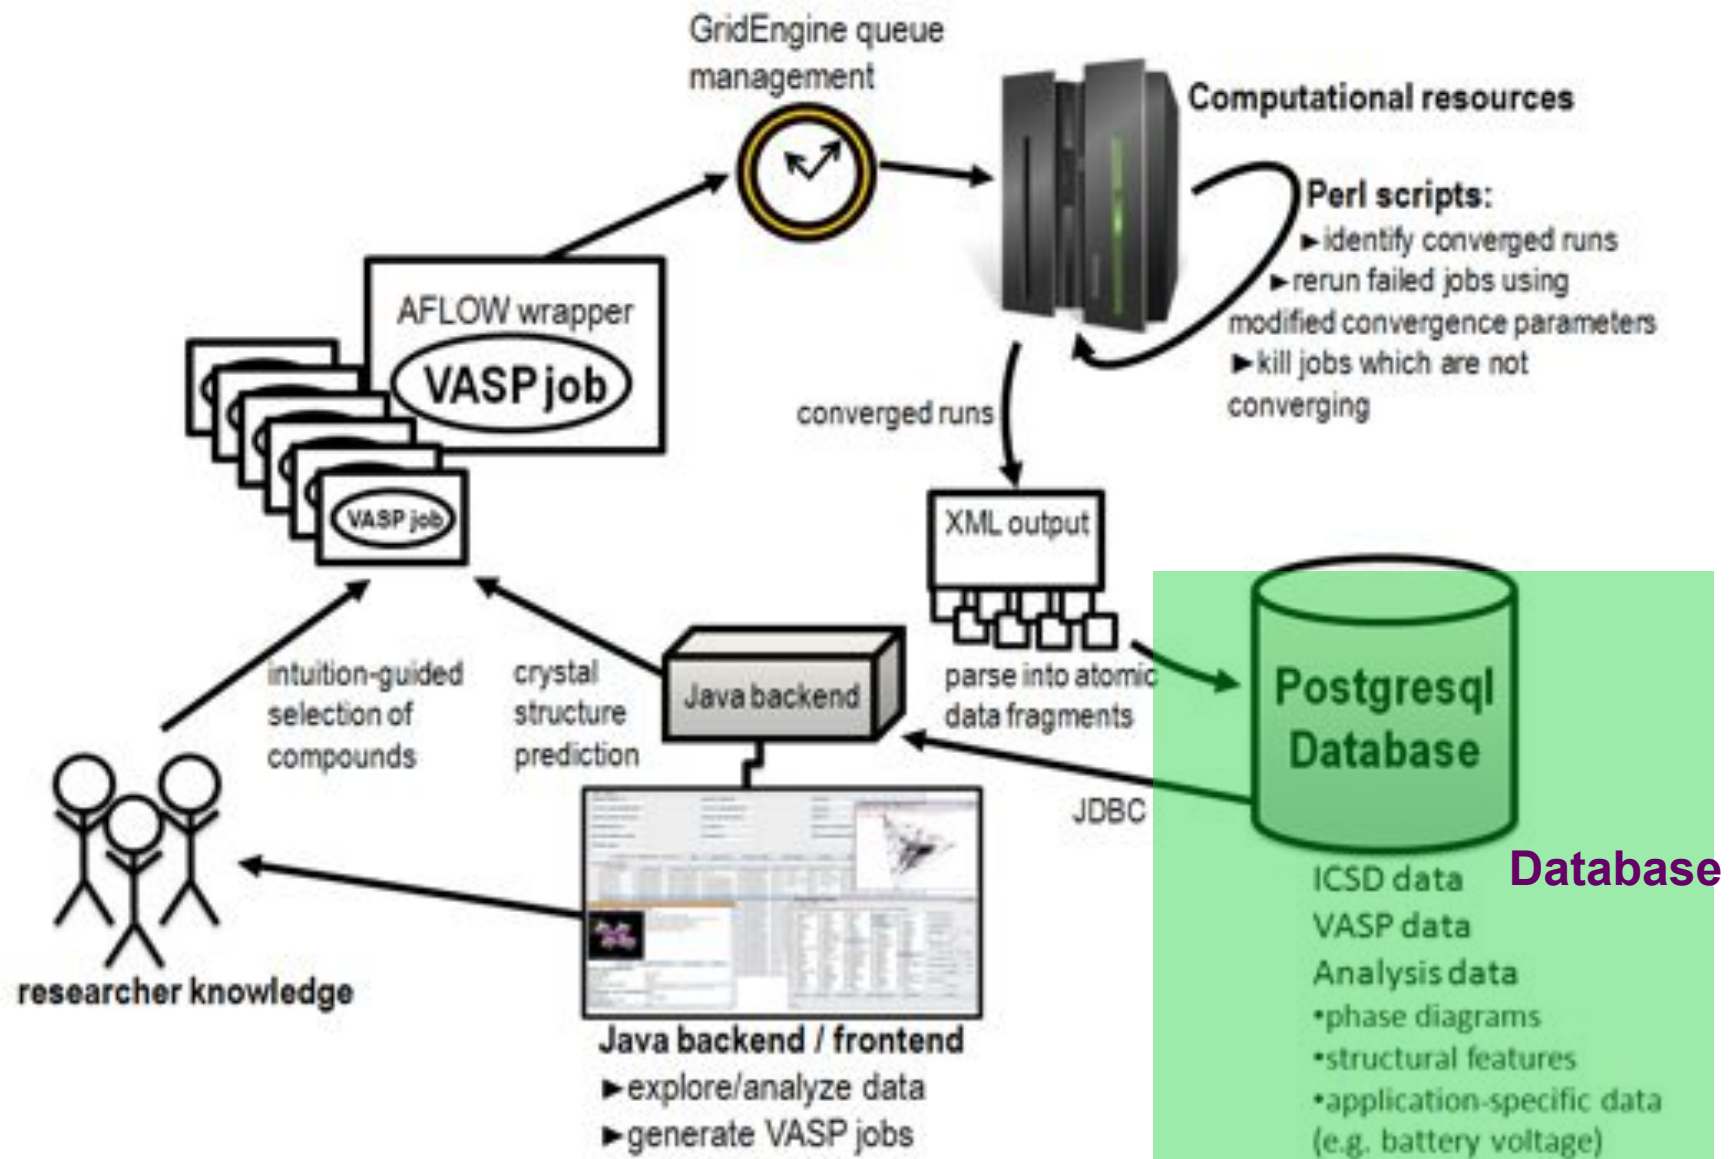 GridEngine queue
management
Computational resources
Perl scripts:
►identify converged runs
►rerun failed jobs using
modified convergence parameters
►kill jobs which are not
converging
AFLOW wrapper
VASP job
VASP job
converged runs
XML output
parse into atomic
data fragments
Postgresql
Database
JDBC
Java backend
intuition-guided
selection of
compounds
crystal
structure
prediction
researcher knowledge
Java backend / frontend
►explore/analyze data
►generate VASP jobs
Database
ICSD data
VASP data
Analysis data
•phase diagrams
•structural features
•application-specific data
(e.g. battery voltage)